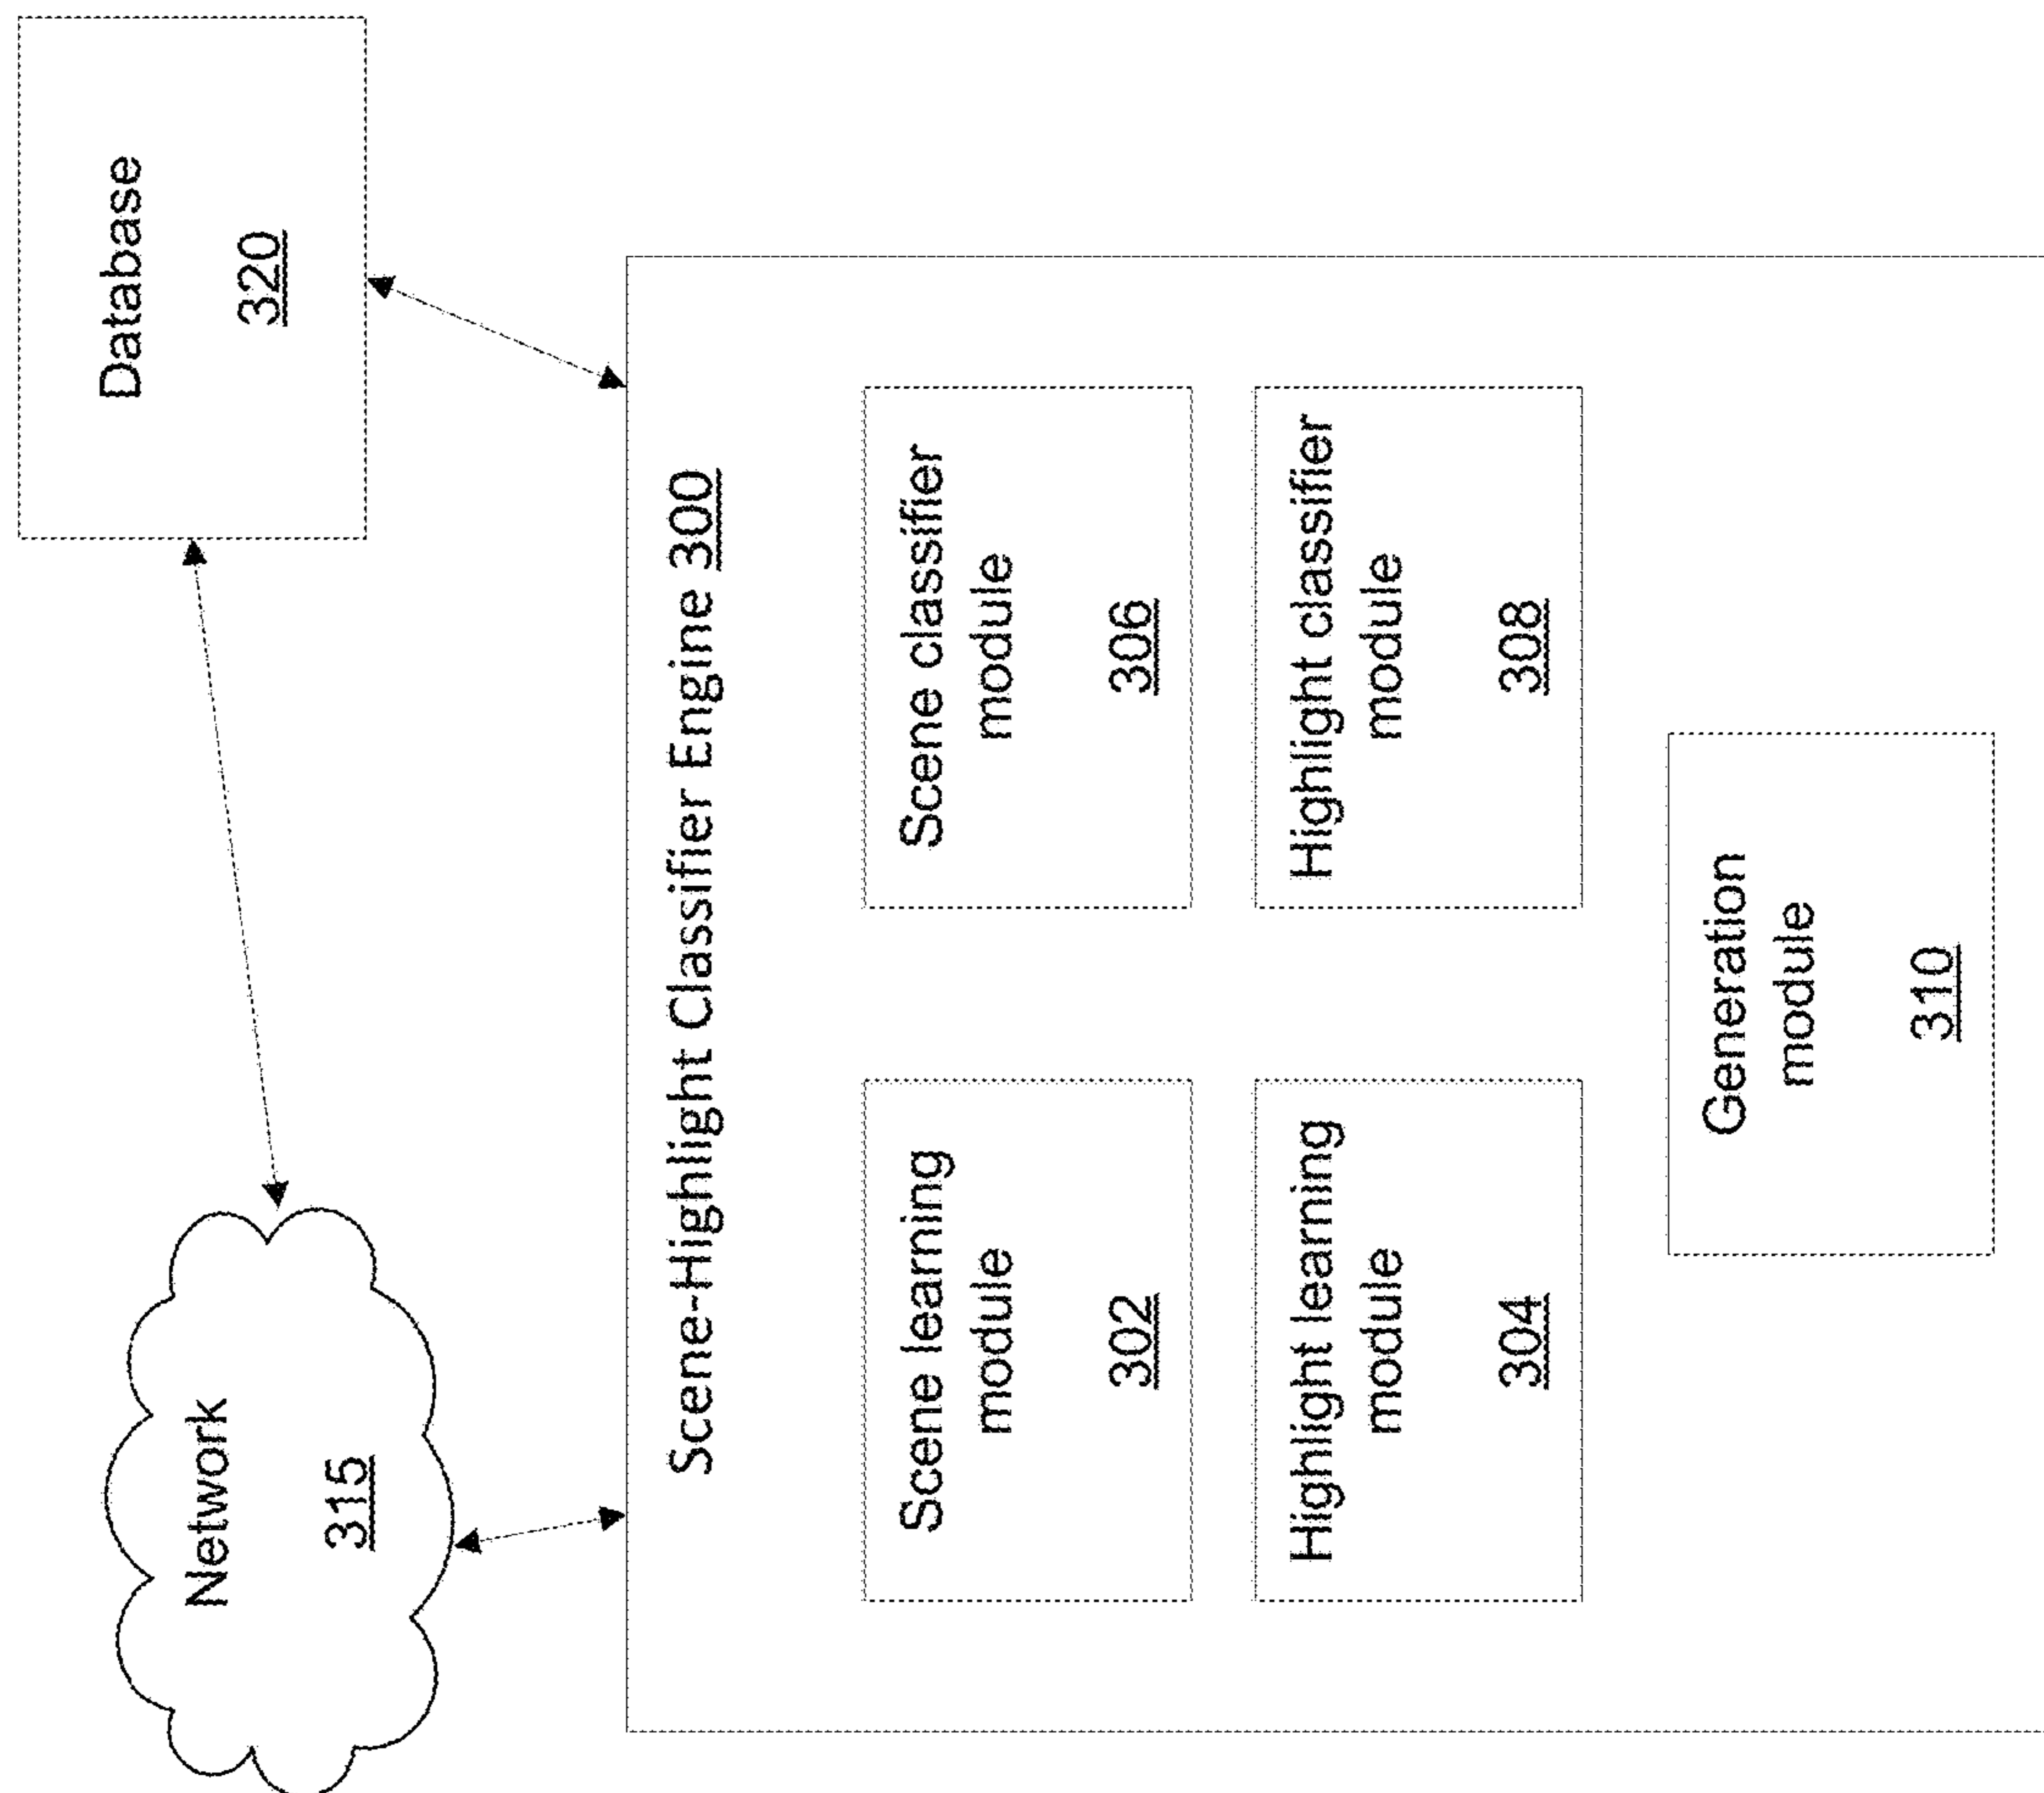 Network
315
Database
320
Scene-Highlight Classifier Engine 300
Scene learning
module
302
Scene classifier
module
306
Highlight learning
module
304
Highlight classifier
module
308
Generation
module
310